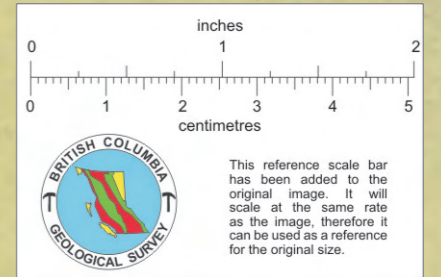 inches
0 1 2
0 1 2 3 4 5
centimetres
BRITISH COLUMBIA
GEOLOGICAL SURVEY
This reference scale bar
has been added to the
original image. It will
scale at the same rate
as the image, therefore it
can be used as a reference
for the original size.